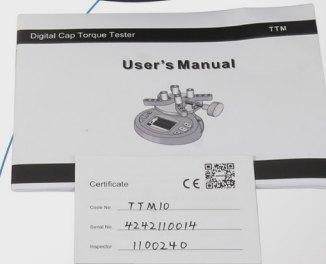 Digital Cap Torque Tester TTM
User's Manual
Certificate CE
Code No. TTM10
Serial No. 4242110014
Inspector 1100240